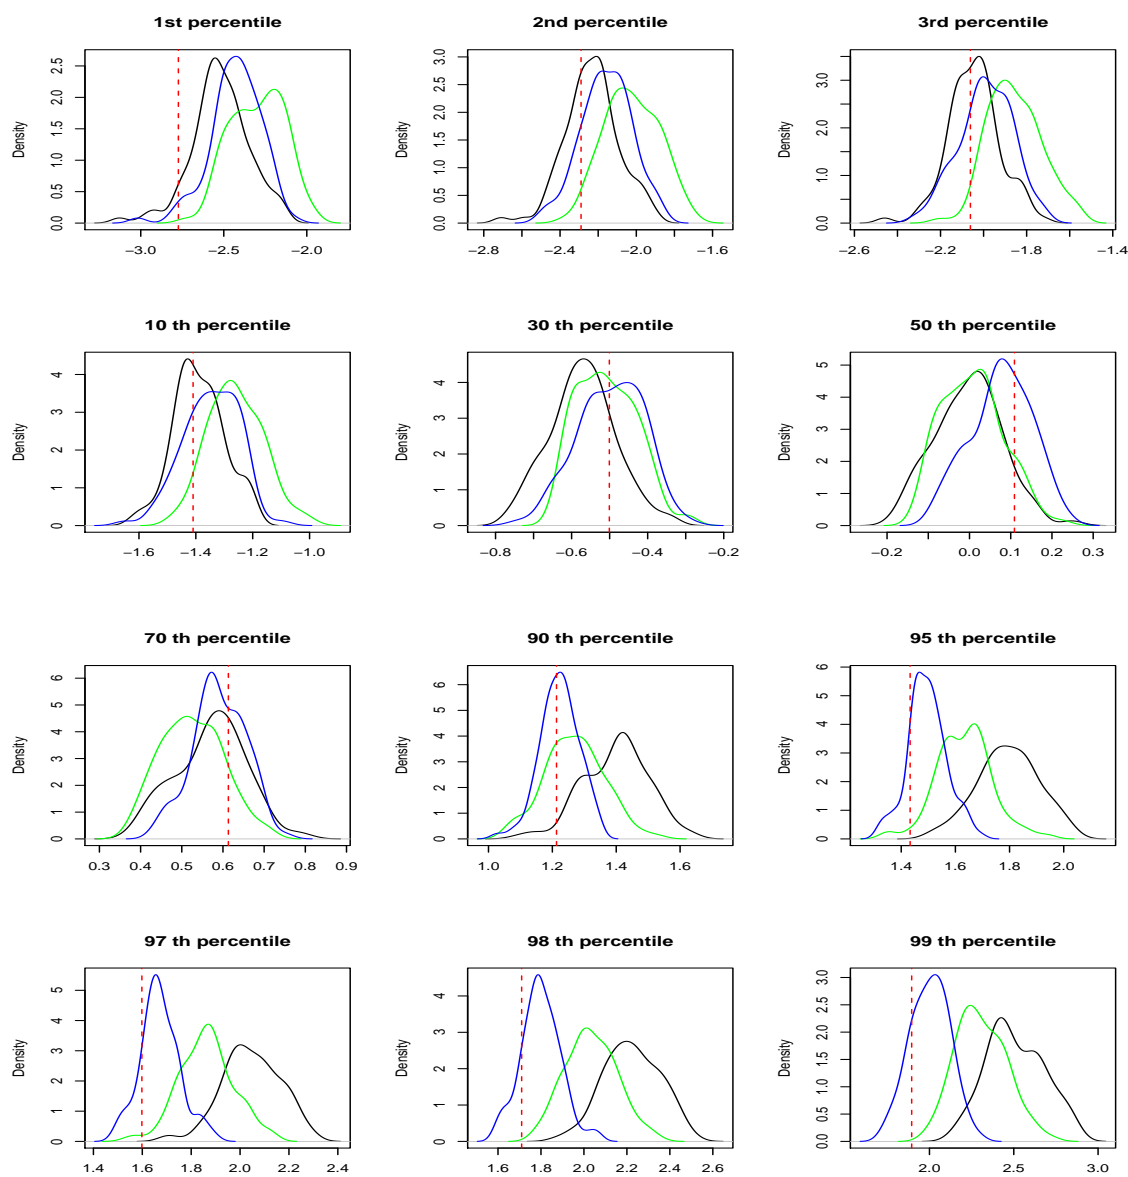 1st percentile 2nd percentile 3rd percentile
Density 0.0 0.5 1.0 1.5 2.0 2.5 Density 0.0 0.5 1.0 1.5 2.0 2.5 3.0 Density 0.0 1.0 2.0 3.0
−3.0 −2.5 −2.0 −2.8 −2.4 −2.0 −1.6 −2.6 −2.2 −1.8 −1.4
10 th percentile 30 th percentile 50 th percentile
Density 0 1 2 3 4 Density 0 1 2 3 4 Density 0 1 2 3 4 5
−1.6 −1.4 −1.2 −1.0 −0.8 −0.6 −0.4 −0.2 −0.2 0.0 0.1 0.2 0.3
70 th percentile 90 th percentile 95 th percentile
Density 0 1 2 3 4 5 6 Density 0 1 2 3 4 5 6 Density 0 1 2 3 4 5 6
0.3 0.4 0.5 0.6 0.7 0.8 0.9 1.0 1.2 1.4 1.6 1.4 1.6 1.8 2.0
97 th percentile 98 th percentile 99 th percentile
Density 0 1 2 3 4 5 Density 0 1 2 3 4 Density 0.0 0.5 1.0 1.5 2.0 2.5 3.0
1.4 1.6 1.8 2.0 2.2 2.4 1.6 1.8 2.0 2.2 2.4 2.6 2.0 2.5 3.0